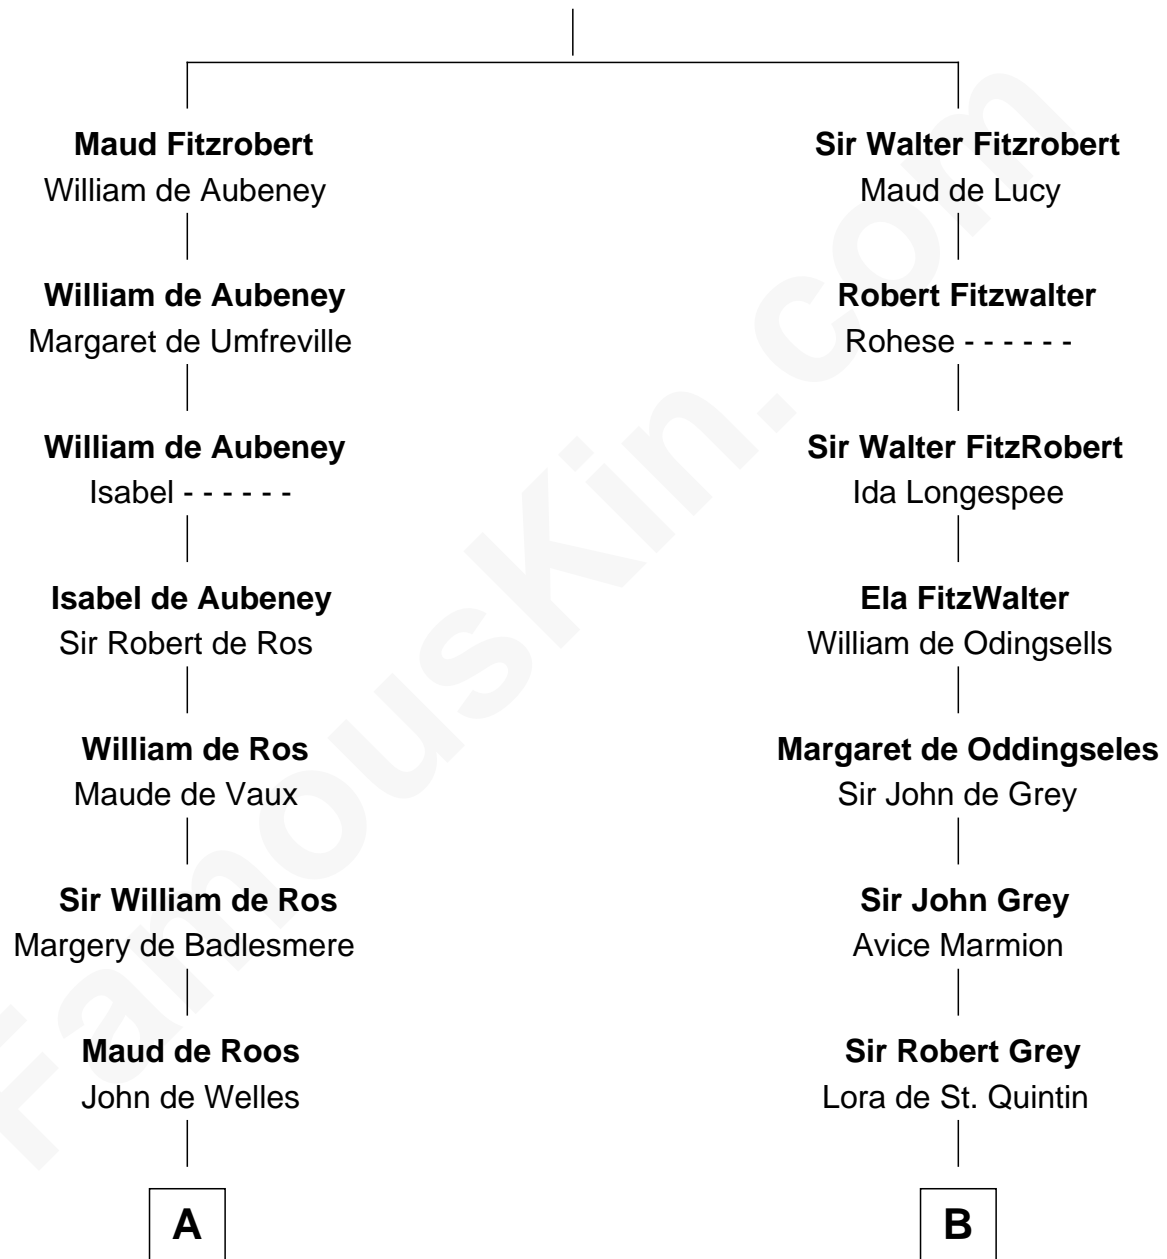 Maud Fitzrobert
William de Aubeney
William de Aubeney
Margaret de Umfreville
William de Aubeney
Isabel - - - - - -
Isabel de Aubeney
Sir Robert de Ros
William de Ros
Maude de Vaux
Sir William de Ros
Margery de Badlesmere
Maud de Roos
John de Welles
A
Sir Walter Fitzrobert
Maud de Lucy
Robert Fitzwalter
Rohese - - - - - -
Sir Walter FitzRobert
Ida Longespee
Ela FitzWalter
William de Odingsells
Margaret de Oddingseles
Sir John de Grey
Sir John Grey
Avice Marmion
Sir Robert Grey
Lora de St. Quintin
B
FamousKin.com